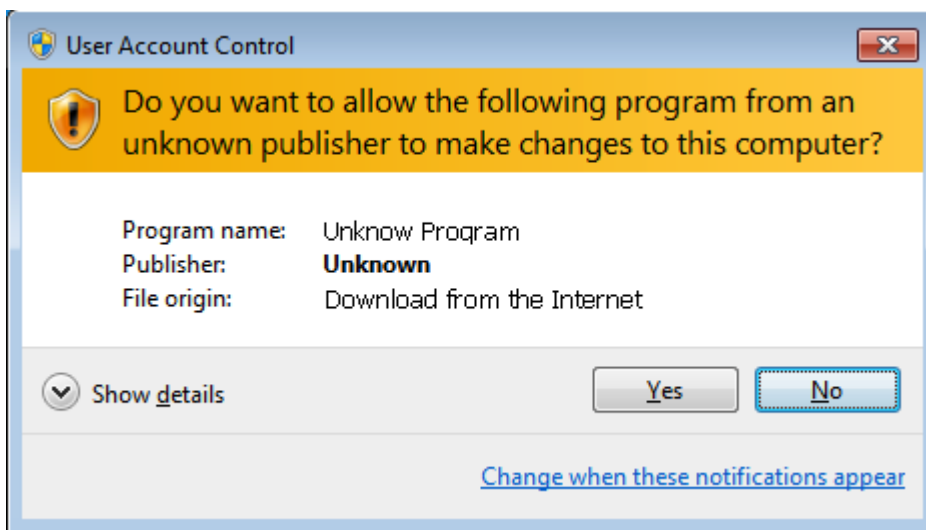 User Account Control
Do you want to allow the following program from an
unknown publisher to make changes to this computer?
Program name: Unknow Program
Publisher: Unknown
File origin: Download from the Internet
Show details
Yes No
Change when these notifications appear